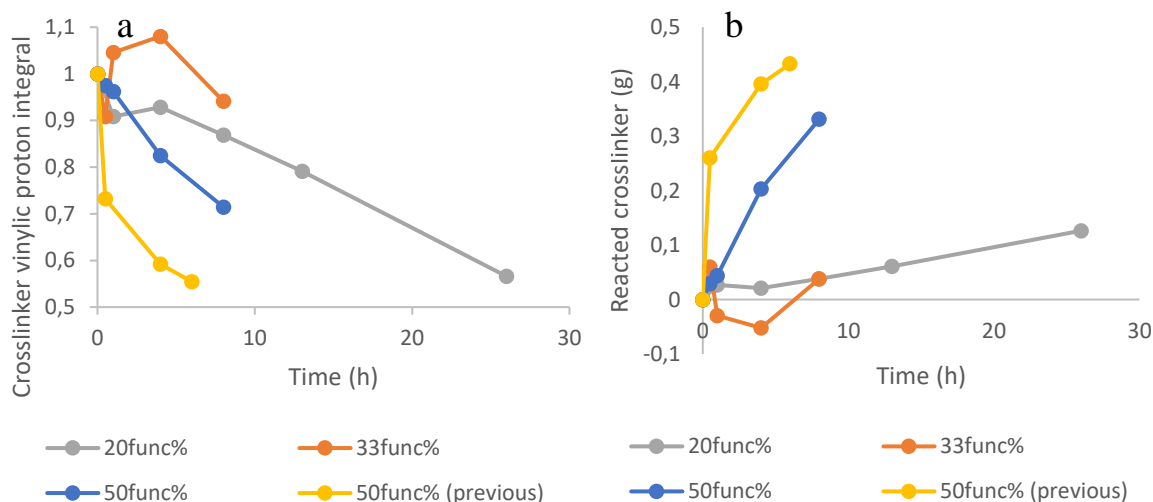 a
Crosslinker vinylic proton integral
1,1
1
0,9
0,8
0,7
0,6
0,5
0
10
20
30
Time (h)
20func%
33func%
50func%
50func% (previous)
b
Reacted crosslinker (g)
0,5
0,4
0,3
0,2
0,1
0
-0,1
0
10
20
30
Time (h)
20func%
33func%
50func%
50func% (previous)